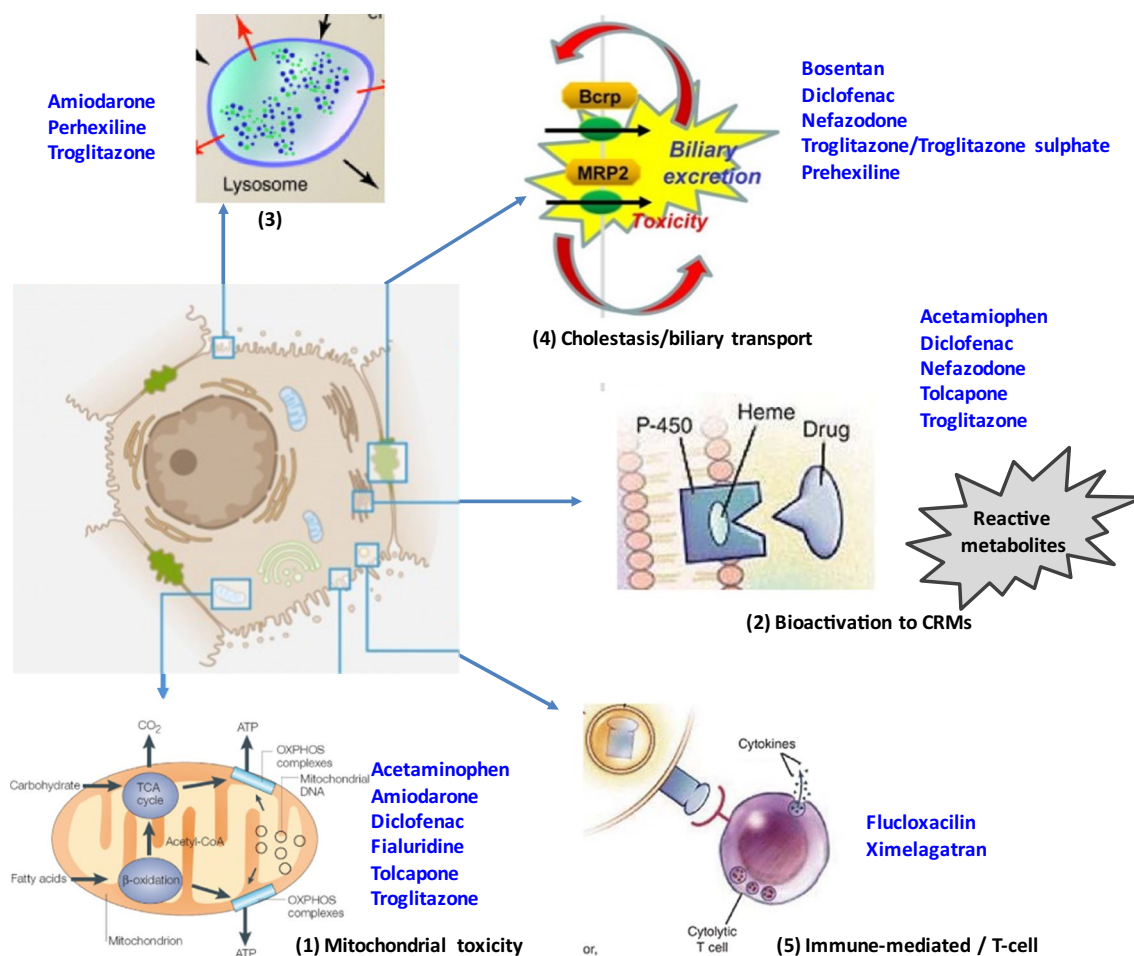 Amiodarone
Perhexiline
Troglitazone
Lysosome
(3)
Bcrp
MRP2
Biliary
excretion
Toxicity
(4) Cholestasis/biliary transport
Bosentan
Diclofenac
Nefazodone
Troglitazone/Troglitazone sulphate
Prehexiline
Acetamiophen
Diclofenac
Nefazodone
Tolcapone
Troglitazone
P-450
Heme
Drug
Reactive
metabolites
(2) Bioactivation to CRMs
CO2
ATP
OXPHOS
complexes
Mitochondrial
DNA
Carbohydrate
TCA
cycle
Acetyl-CoA
Fatty acids
β-oxidation
OXPHOS
complexes
Mitochondrion
ATP
Acetaminophen
Amiodarone
Diclofenac
Fialuridine
Tolcapone
Troglitazone
(1) Mitochondrial toxicity
Cytokines
Cytolytic
T cell
or,
Flucloxacilin
Ximelagatran
(5) Immune-mediated / T-cell